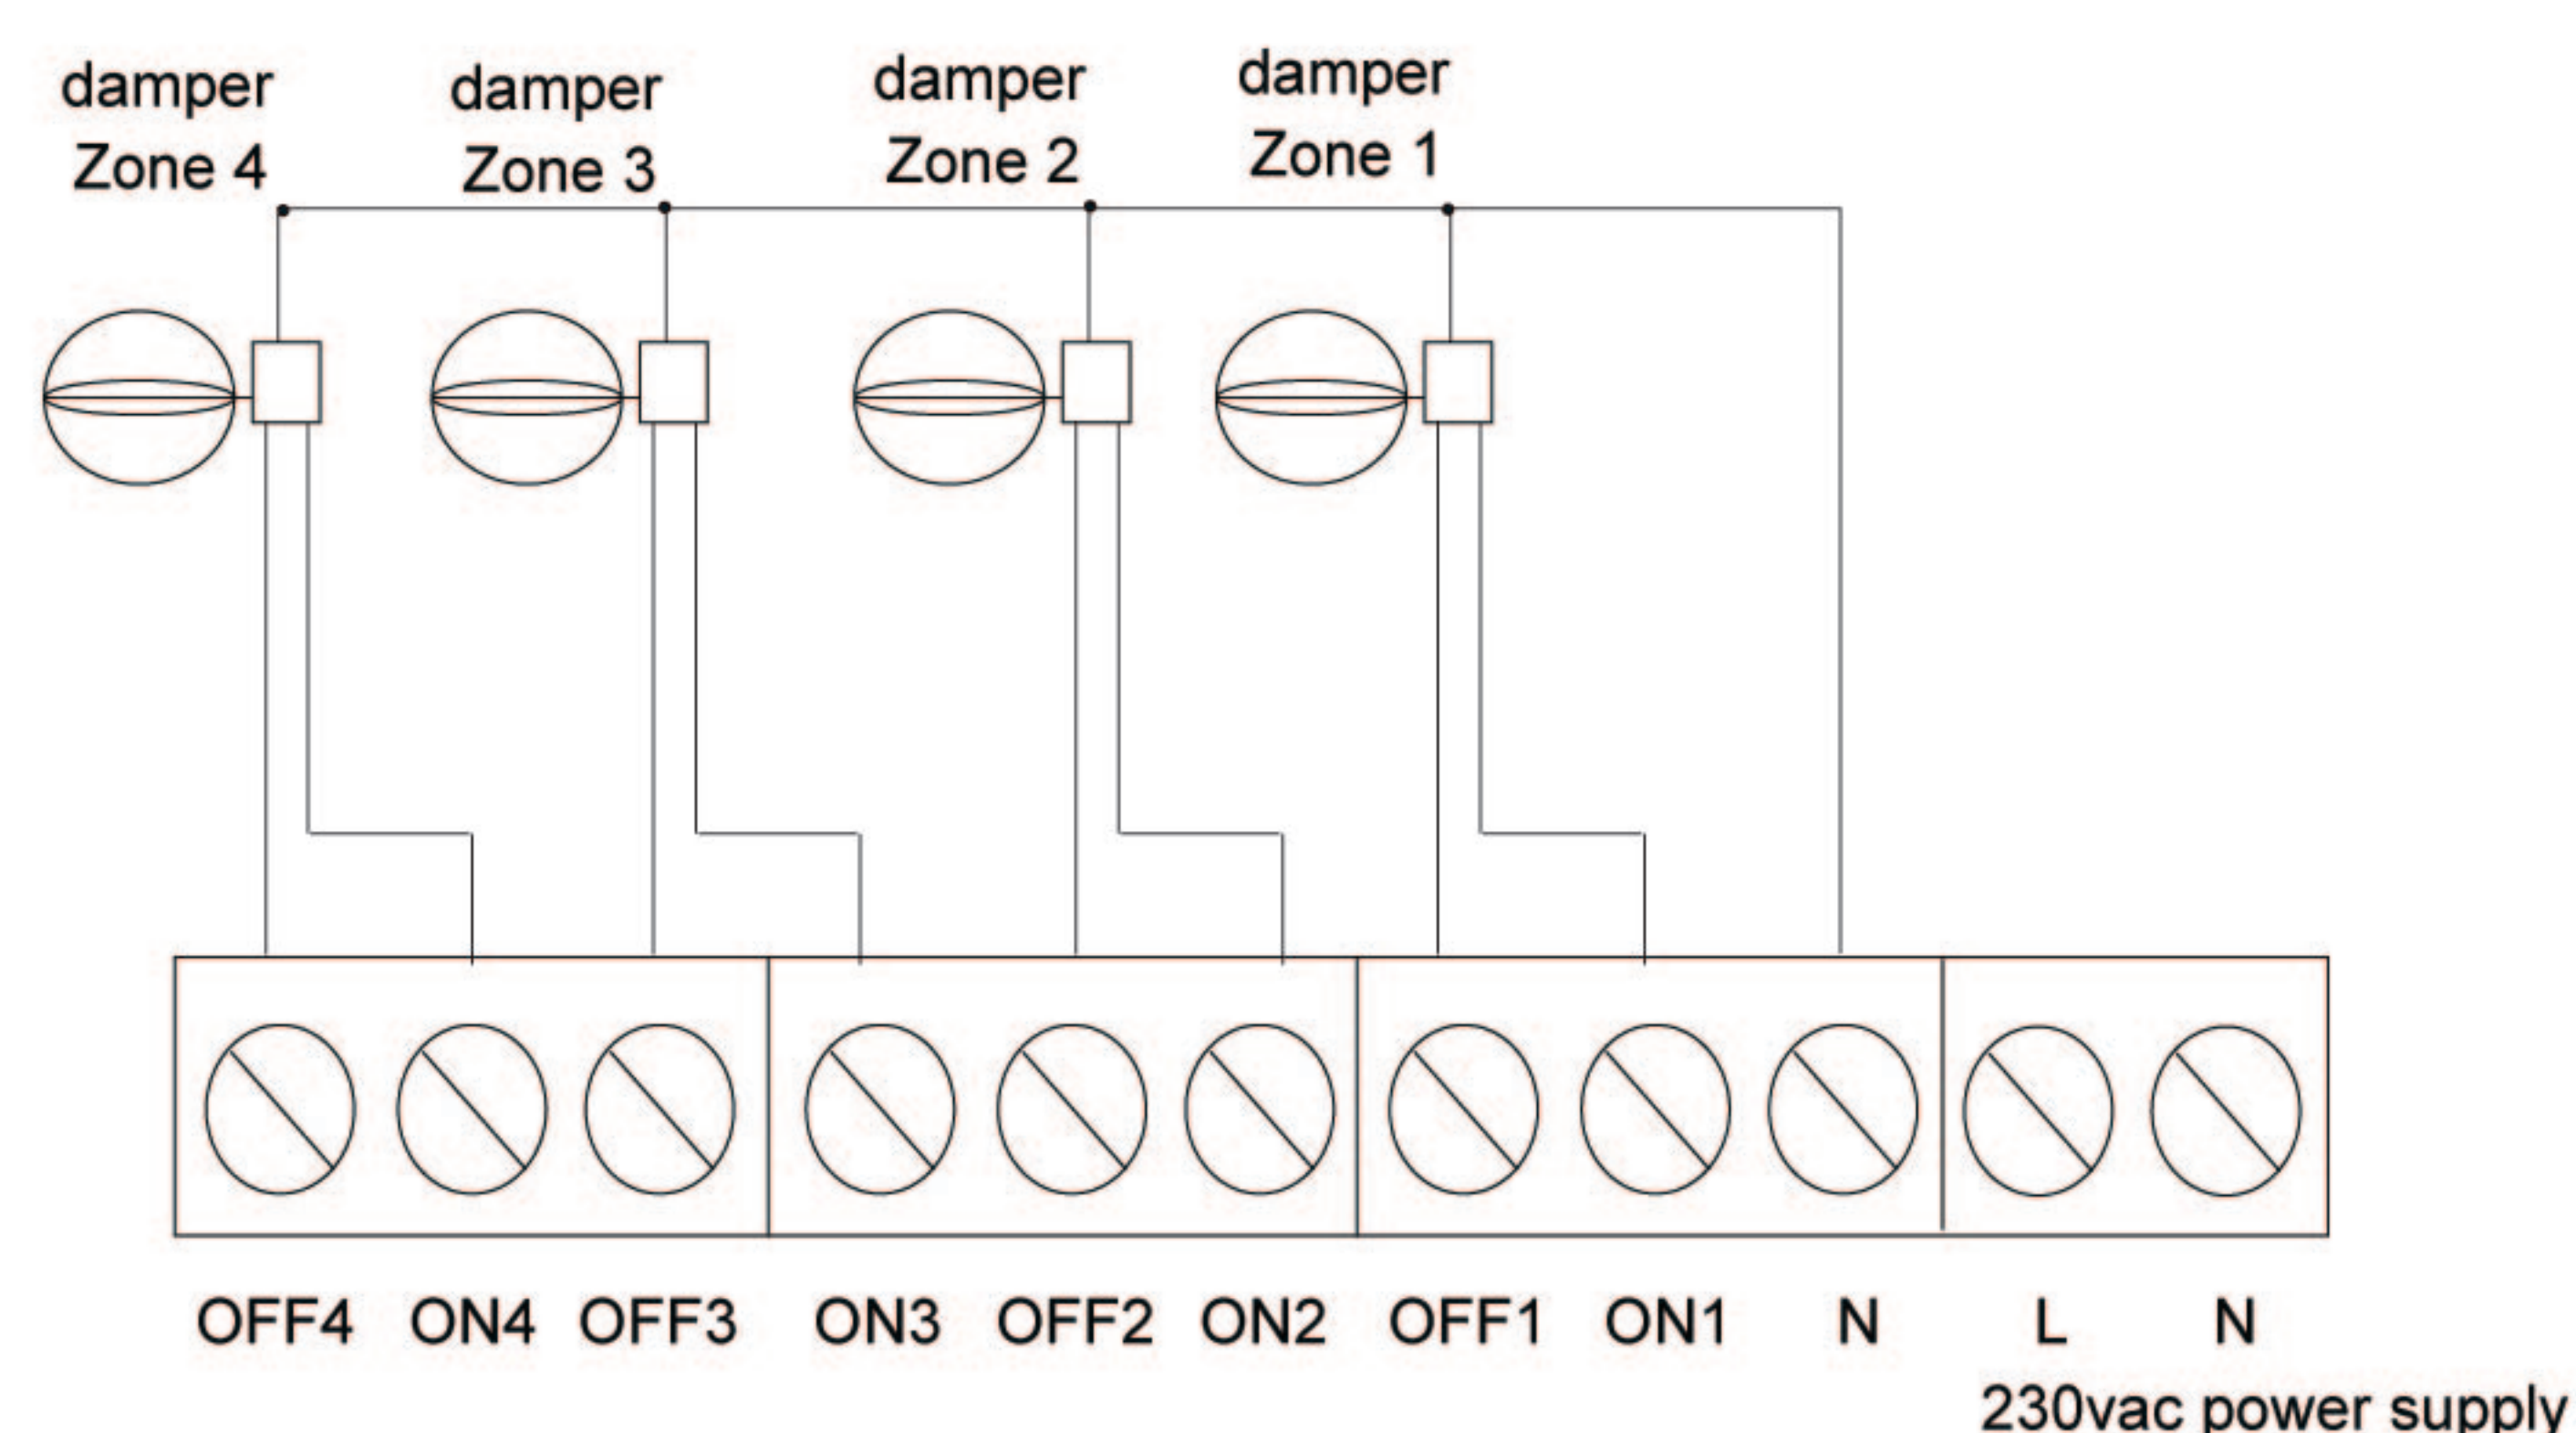 damper
Zone 4
damper
Zone 3
damper
Zone 2
damper
Zone 1
OFF4 ON4 OFF3 ON3 OFF2 ON2 OFF1 ON1 N L N
230vac power supply